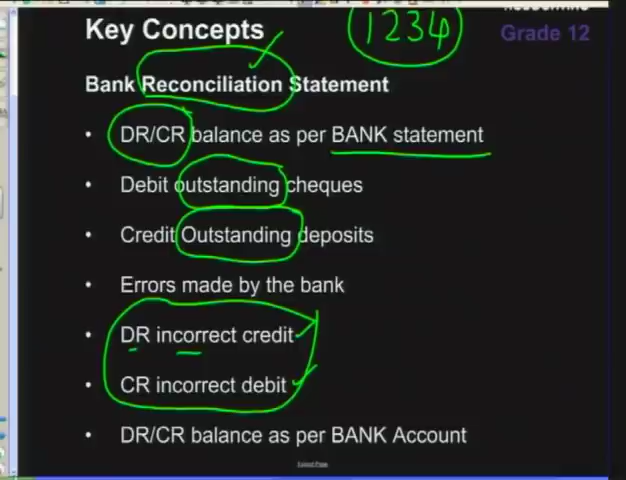 Key Concepts
1234
Grade 12
Bank Reconciliation Statement
• DR/CR balance as per BANK statement
• Debit outstanding cheques
• Credit Outstanding deposits
• Errors made by the bank
• DR incorrect credit
• CR incorrect debit
• DR/CR balance as per BANK Account